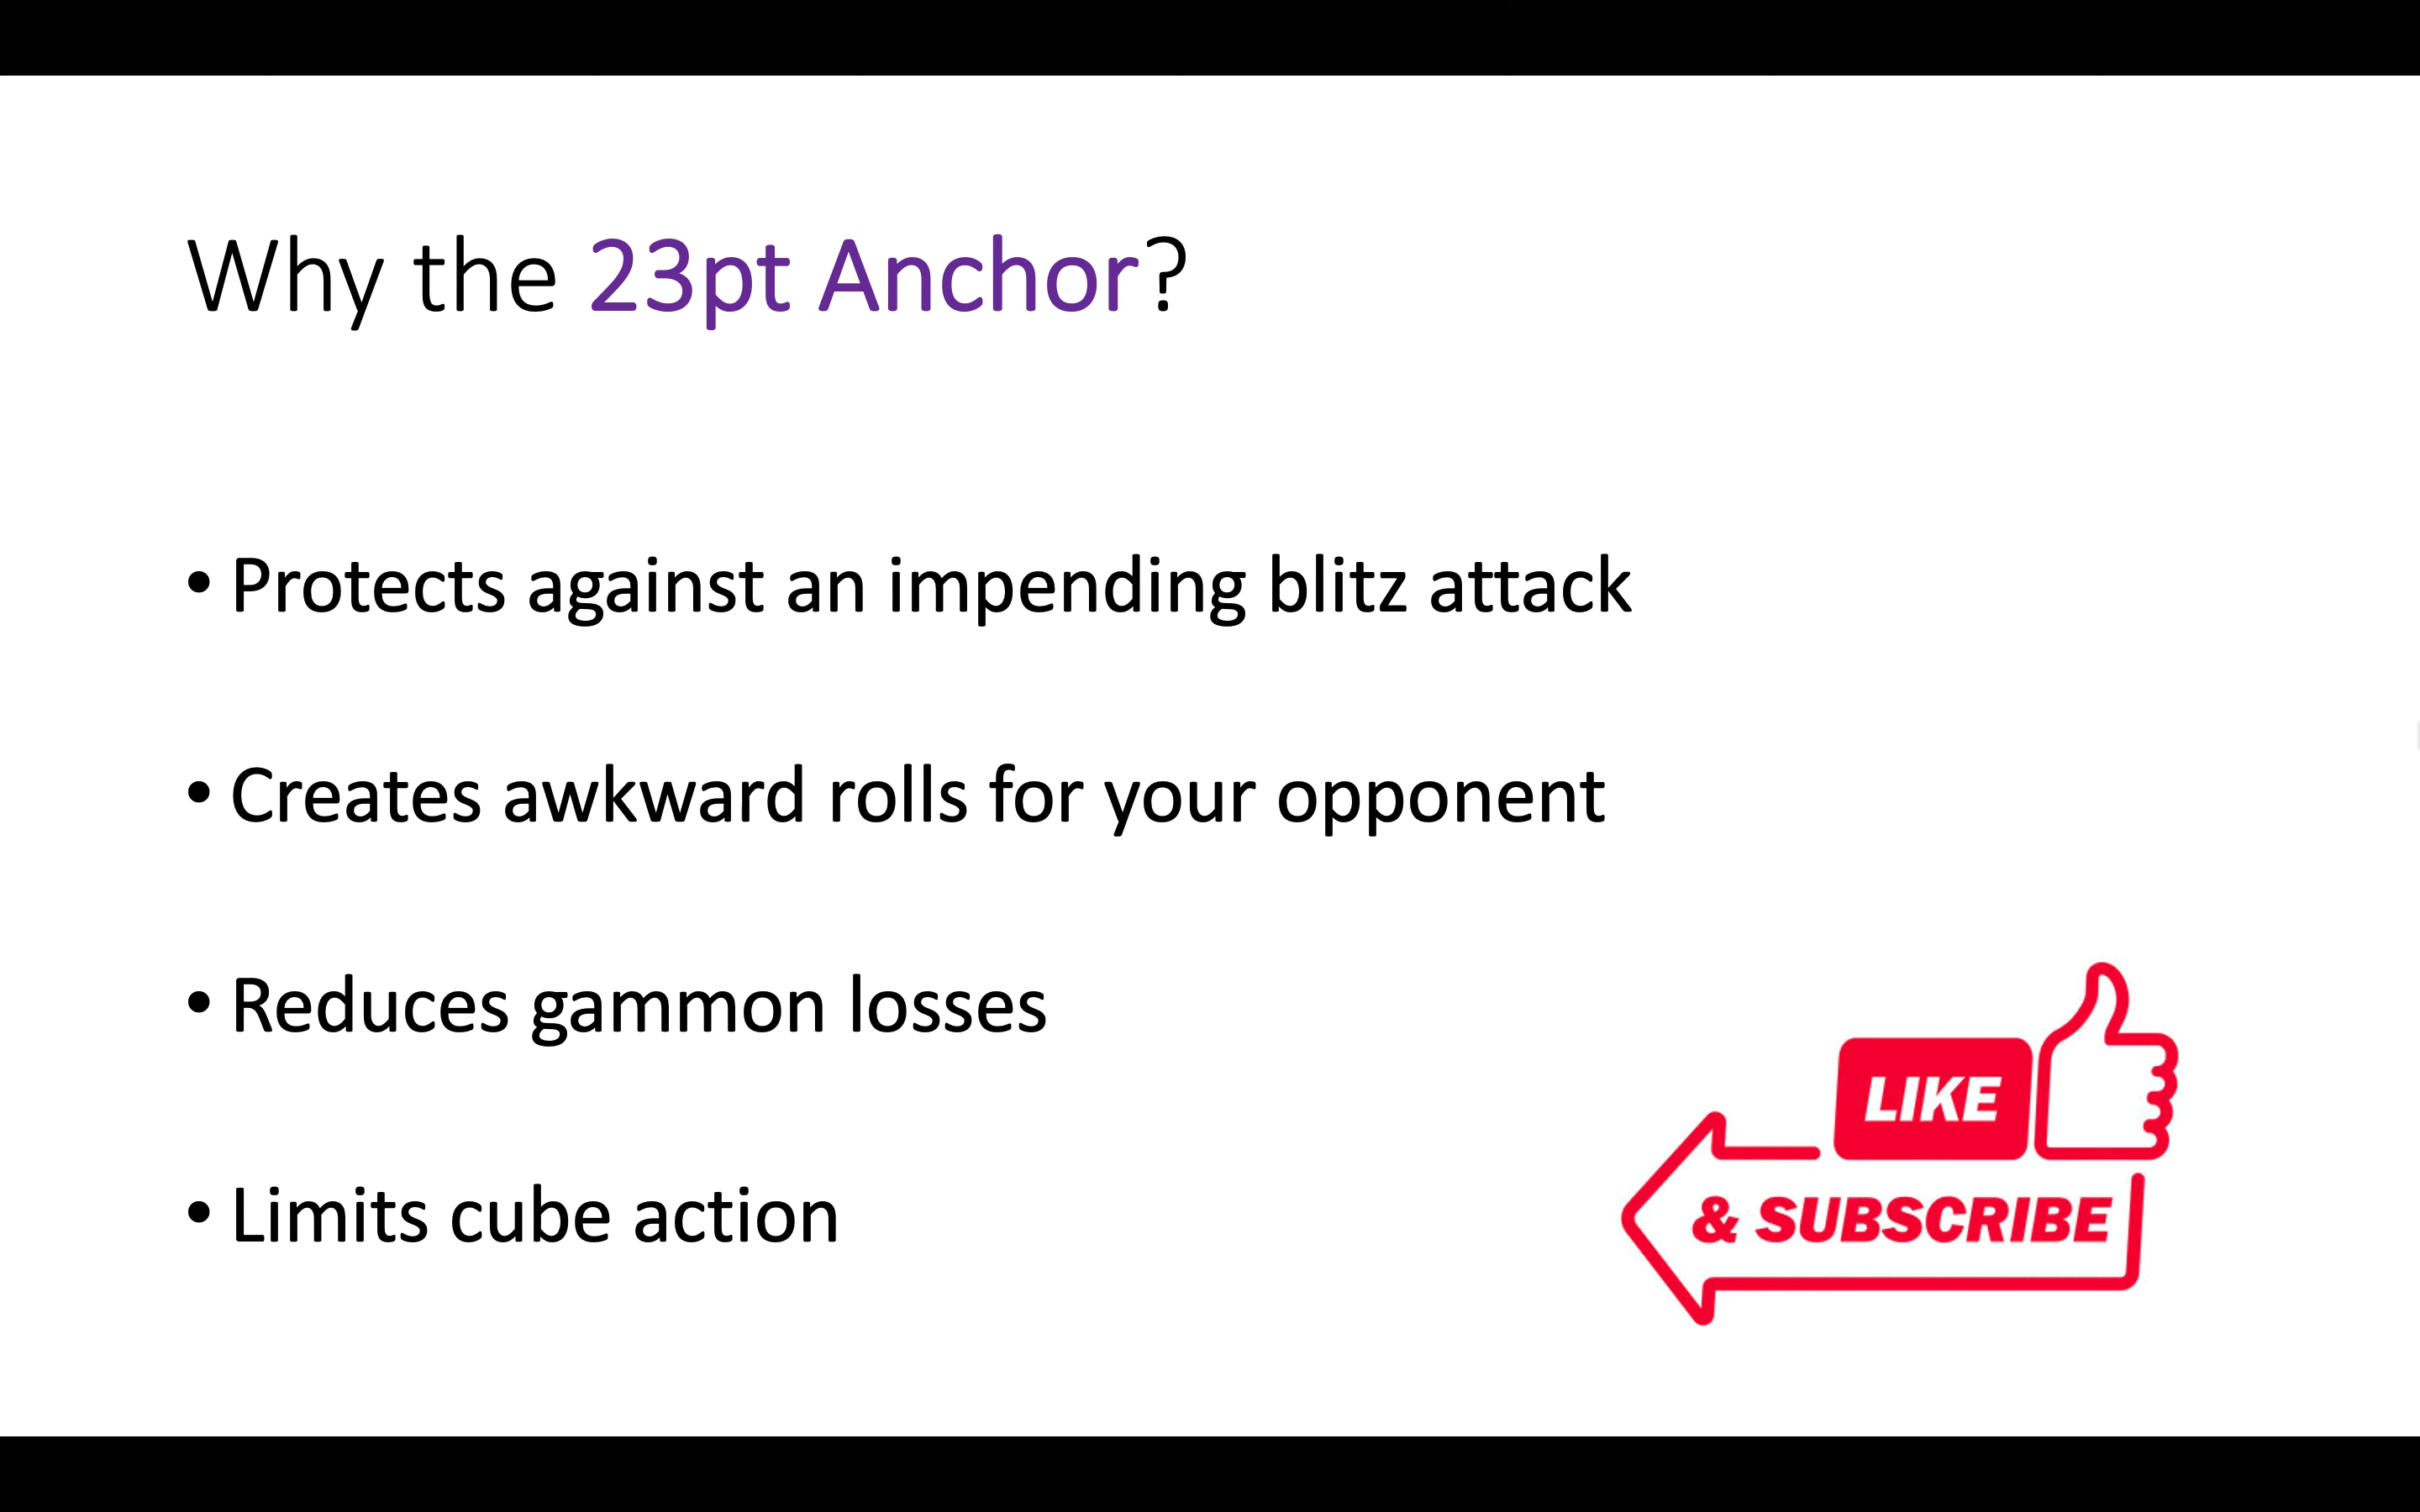 Why the 23pt Anchor?
• Protects against an impending blitz attack
• Creates awkward rolls for your opponent
• Reduces gammon losses
• Limits cube action
LIKE
& SUBSCRIBE